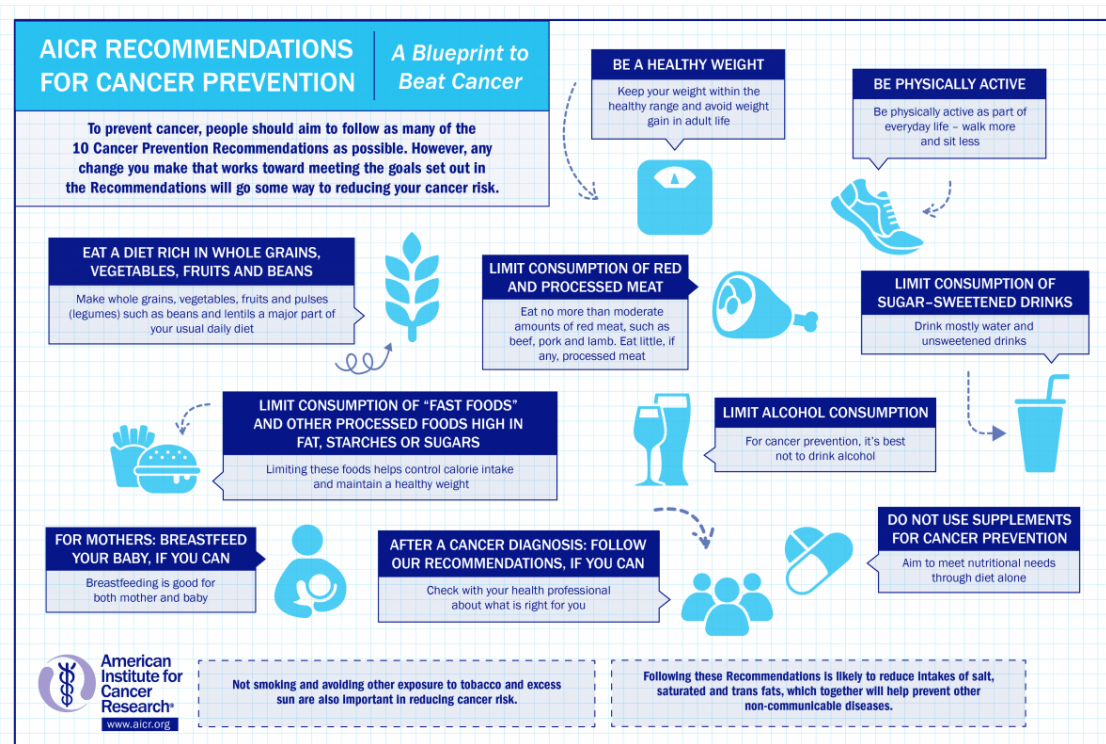 AICR RECOMMENDATIONS
FOR CANCER PREVENTION
A Blueprint to
Beat Cancer
To prevent cancer, people should aim to follow as many of the
10 Cancer Prevention Recommendations as possible. However, any
change you make that works toward meeting the goals set out in
the Recommendations will go some way to reducing your cancer risk.
BE A HEALTHY WEIGHT
Keep your weight within the
healthy range and avoid weight
gain in adult life
BE PHYSICALLY ACTIVE
Be physically active as part of
everyday life – walk more
and sit less
EAT A DIET RICH IN WHOLE GRAINS,
VEGETABLES, FRUITS AND BEANS
Make whole grains, vegetables, fruits and pulses
(legumes) such as beans and lentils a major part of
your usual daily diet
LIMIT CONSUMPTION OF RED
AND PROCESSED MEAT
Eat no more than moderate
amounts of red meat, such as
beef, pork and lamb. Eat little, if
any, processed meat
LIMIT CONSUMPTION OF
SUGAR–SWEETENED DRINKS
Drink mostly water and
unsweetened drinks
LIMIT CONSUMPTION OF “FAST FOODS”
AND OTHER PROCESSED FOODS HIGH IN
FAT, STARCHES OR SUGARS
Limiting these foods helps control calorie intake
and maintain a healthy weight
LIMIT ALCOHOL CONSUMPTION
For cancer prevention, it’s best
not to drink alcohol
FOR MOTHERS: BREASTFEED
YOUR BABY, IF YOU CAN
Breastfeeding is good for
both mother and baby
AFTER A CANCER DIAGNOSIS: FOLLOW
OUR RECOMMENDATIONS, IF YOU CAN
Check with your health professional
about what is right for you
DO NOT USE SUPPLEMENTS
FOR CANCER PREVENTION
Aim to meet nutritional needs
through diet alone
American
Institute for
Cancer
Research®
www.aicr.org
Not smoking and avoiding other exposure to tobacco and excess
sun are also important in reducing cancer risk.
Following these Recommendations is likely to reduce intakes of salt,
saturated and trans fats, which together will help prevent other
non-communicable diseases.